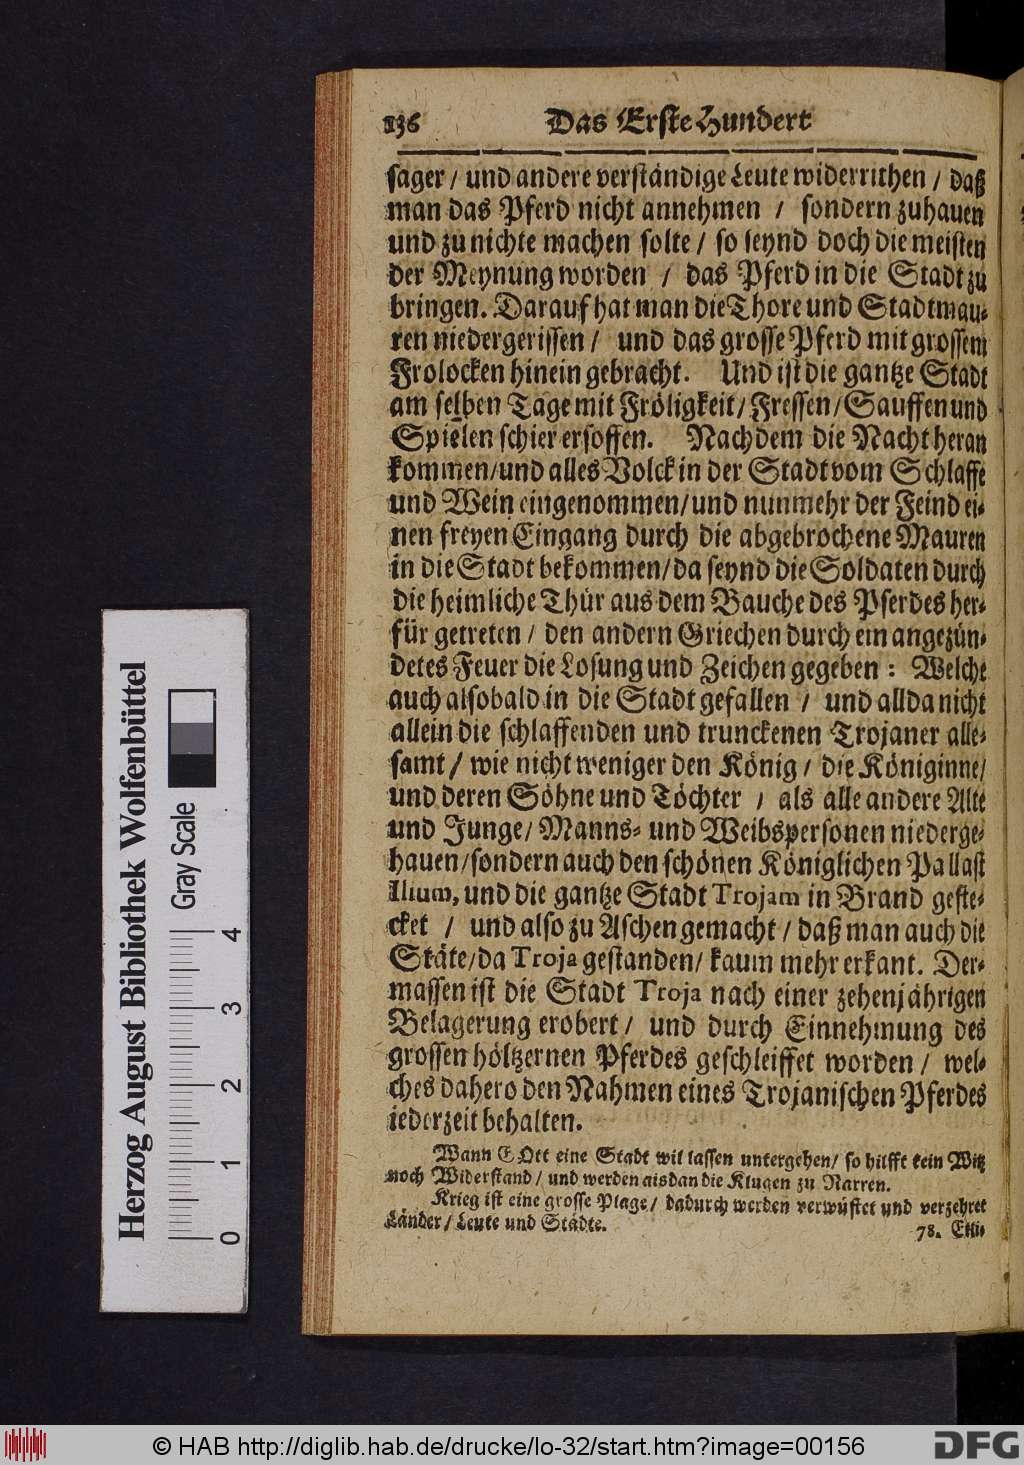 136 Das Erste Hundert
sager / und andere verständige Leute widerrithen / daß
man das Pferd nicht annehmen / sondern zuhauen
und zu nichte machen solte / so seynd doch die meisten
der Meynung worden / das Pferd in die Stadt zu
bringen. Darauf hat man die Thore und Stadtmau-
ren niedergerissen / und das grosse Pferd mit grossem
Frolocken hinein gebracht. Und ist die gantze Stadt
am selben Tage mit Fröligkeit / Fressen / Sauffen und
Spielen schier ersoffen. Nachdem die Nacht heran
kommen / und alles Volck in der Stadt vom Schlaffe
und Wein eingenommen / und nunmehr der Feind ei-
nen freyen Eingang durch die abgebrochene Mauren
in die Stadt bekommen / da seynd die Soldaten durch
die heimliche Thür aus dem Bauche des Pferdes her-
für getreten / den andern Griechen durch ein angezün-
detes Feuer die Losung und Zeichen gegeben : Welche
auch alsobald in die Stadt gefallen / und allda nicht
allein die schlaffenden und trunckenen Trojaner alle-
samt / wie nicht weniger den König / die Königinne /
und deren Söhne und Töchter / als alle andere Alte
und Junge / Manns- und Weibspersonen niederge-
hauen / sondern auch den schönen Königlichen Pallast
Ilium, und die gantze Stadt Trojam in Brand geste-
cket / und also zu Aschen gemacht / daß man auch die
Stäte / da Troja gestanden / kaum mehr erkant. Der-
massen ist die Stadt Troja nach einer zehenjährigen
Belagerung erobert / und durch Einnehmung des
grossen höltzernen Pferdes geschleiffet worden / wel-
ches dahero den Nahmen eines Trojanischen Pferdes
jederzeit behalten.
Wann GOtt eine Stadt wil lassen untergehen / so hilfft kein Witz
noch Widerstand / und werden alsdan die Klugen zu Narren.
Krieg ist eine grosse Plage / dadurch werden verwüstet und verzehret
Länder / Leute und Städte.
78. Etli-
Herzog August Bibliothek Wolfenbüttel
Gray Scale
0 1 2 3 4
© HAB http://diglib.hab.de/drucke/lo-32/start.htm?image=00156
DFG